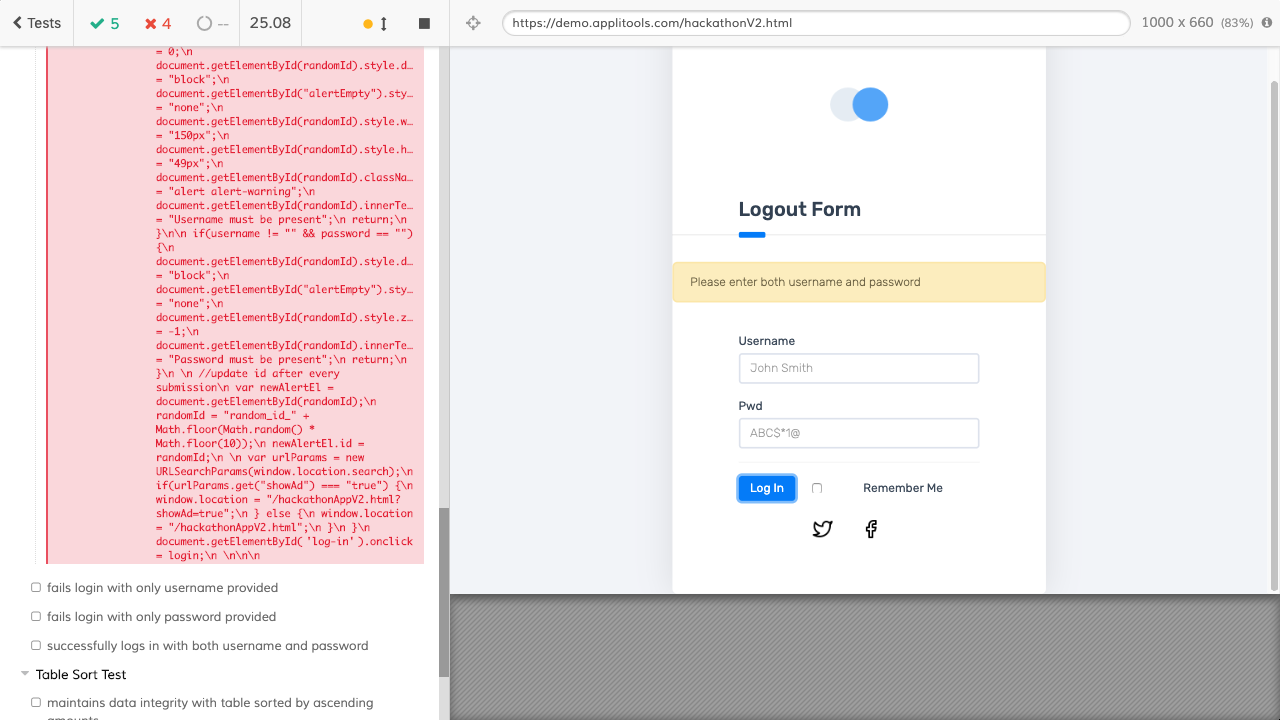 Tests
5
4
--
25.08
https://demo.applitools.com/hackathonV2.html
1000 x 660 (83%)
= 0;\n
document.getElementById(randomId).style.d…
= "block";\n
document.getElementById("alertEmpty").sty…
= "none";\n
document.getElementById(randomId).style.w…
= "150px";\n
document.getElementById(randomId).style.h…
= "49px";\n
document.getElementById(randomId).classNa…
= "alert alert-warning";\n
document.getElementById(randomId).innerTe…
= "Username must be present";\n return;\n
}\n\n if(username != "" && password == "")
{\n
document.getElementById(randomId).style.d…
= "block";\n
document.getElementById("alertEmpty").sty…
= "none";\n
document.getElementById(randomId).style.z…
= -1;\n
document.getElementById(randomId).innerTe…
= "Password must be present";\n return;\n
}\n \n //update id after every
submission\n var newAlertEl =
document.getElementById(randomId);\n
randomId = "random_id_" +
Math.floor(Math.random() *
Math.floor(10));\n newAlertEl.id =
randomId;\n \n var urlParams = new
URLSearchParams(window.location.search);\n
if(urlParams.get("showAd") === "true") {\n
window.location = "/hackathonAppV2.html?
showAd=true";\n } else {\n window.location
= "/hackathonAppV2.html";\n }\n }\n
document.getElementById('log-in').onclick
= login;\n \n\n\n
fails login with only username provided
fails login with only password provided
successfully logs in with both username and password
Table Sort Test
maintains data integrity with table sorted by ascending
amounts
Logout Form
Please enter both username and password
Username
John Smith
Pwd
ABC$*1@
Log In
Remember Me